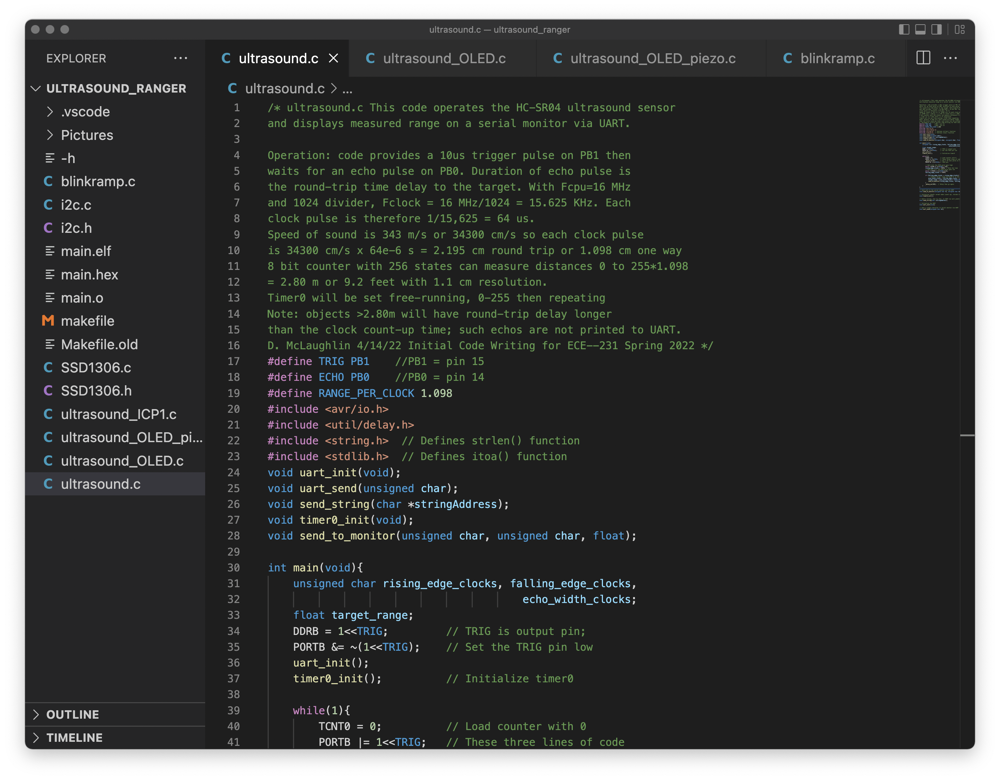 ultrasound.c — ultrasound_ranger
EXPLORER
ultrasound.c
ultrasound_OLED.c
ultrasound_OLED_piezo.c
blinkramp.c
ULTRASOUND_RANGER
.vscode
Pictures
-h
blinkramp.c
i2c.c
i2c.h
main.elf
main.hex
main.o
makefile
Makefile.old
SSD1306.c
SSD1306.h
ultrasound_ICP1.c
ultrasound_OLED_pi...
ultrasound_OLED.c
ultrasound.c
OUTLINE
TIMELINE
ultrasound.c > ...
1 /* ultrasound.c This code operates the HC-SR04 ultrasound sensor
2 and displays measured range on a serial monitor via UART.
3
4 Operation: code provides a 10us trigger pulse on PB1 then
5 waits for an echo pulse on PB0. Duration of echo pulse is
6 the round-trip time delay to the target. With Fcpu=16 MHz
7 and 1024 divider, Fclock = 16 MHz/1024 = 15.625 KHz. Each
8 clock pulse is therefore 1/15,625 = 64 us.
9 Speed of sound is 343 m/s or 34300 cm/s so each clock pulse
10 is 34300 cm/s x 64e-6 s = 2.195 cm round trip or 1.098 cm one way
11 8 bit counter with 256 states can measure distances 0 to 255*1.098
12 = 2.80 m or 9.2 feet with 1.1 cm resolution.
13 Timer0 will be set free-running, 0-255 then repeating
14 Note: objects >2.80m will have round-trip delay longer
15 than the clock count-up time; such echos are not printed to UART.
16 D. McLaughlin 4/14/22 Initial Code Writing for ECE--231 Spring 2022 */
17 #define TRIG PB1    //PB1 = pin 15
18 #define ECHO PB0    //PB0 = pin 14
19 #define RANGE_PER_CLOCK 1.098
20 #include <avr/io.h>
21 #include <util/delay.h>
22 #include <string.h>  // Defines strlen() function
23 #include <stdlib.h>  // Defines itoa() function
24 void uart_init(void);
25 void uart_send(unsigned char);
26 void send_string(char *stringAddress);
27 void timer0_init(void);
28 void send_to_monitor(unsigned char, unsigned char, float);
29
30 int main(void){
31     unsigned char rising_edge_clocks, falling_edge_clocks,
32                                         echo_width_clocks;
33     float target_range;
34     DDRB = 1<<TRIG;         // TRIG is output pin;
35     PORTB &= ~(1<<TRIG);    // Set the TRIG pin low
36     uart_init();
37     timer0_init();          // Initialize timer0
38
39     while(1){
40         TCNT0 = 0;          // Load counter with 0
41         PORTB |= 1<<TRIG;   // These three lines of code